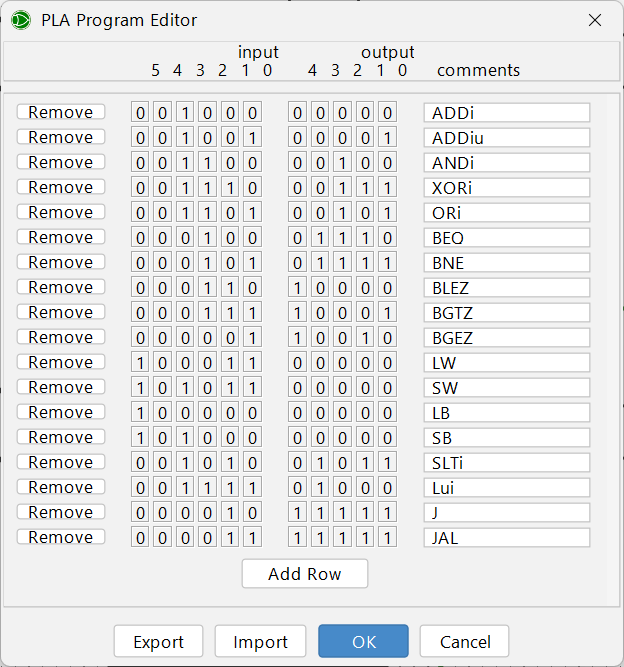 PLA Program Editor
input output
5 4 3 2 1 0 4 3 2 1 0 comments
Remove 0 0 1 0 0 0 0 0 0 0 0 ADDi
Remove 0 0 1 0 0 1 0 0 0 0 1 ADDiu
Remove 0 0 1 1 0 0 0 0 1 0 0 ANDi
Remove 0 0 1 1 1 0 0 0 1 1 1 XORi
Remove 0 0 1 1 0 1 0 0 1 0 1 ORi
Remove 0 0 0 1 0 0 0 1 1 1 0 BEQ
Remove 0 0 0 1 0 1 0 1 1 1 1 BNE
Remove 0 0 0 1 1 0 1 0 0 0 0 BLEZ
Remove 0 0 0 1 1 1 1 0 0 0 1 BGTZ
Remove 0 0 0 0 0 1 1 0 0 1 0 BGEZ
Remove 1 0 0 0 1 1 0 0 0 0 0 LW
Remove 1 0 1 0 1 1 0 0 0 0 0 SW
Remove 1 0 0 0 0 0 0 0 0 0 0 LB
Remove 1 0 1 0 0 0 0 0 0 0 0 SB
Remove 0 0 1 0 1 0 0 1 0 1 1 SLTi
Remove 0 0 1 1 1 1 0 1 0 0 0 Lui
Remove 0 0 0 0 1 0 1 1 1 1 1 J
Remove 0 0 0 0 1 1 1 1 1 1 1 JAL
Add Row
Export Import OK Cancel